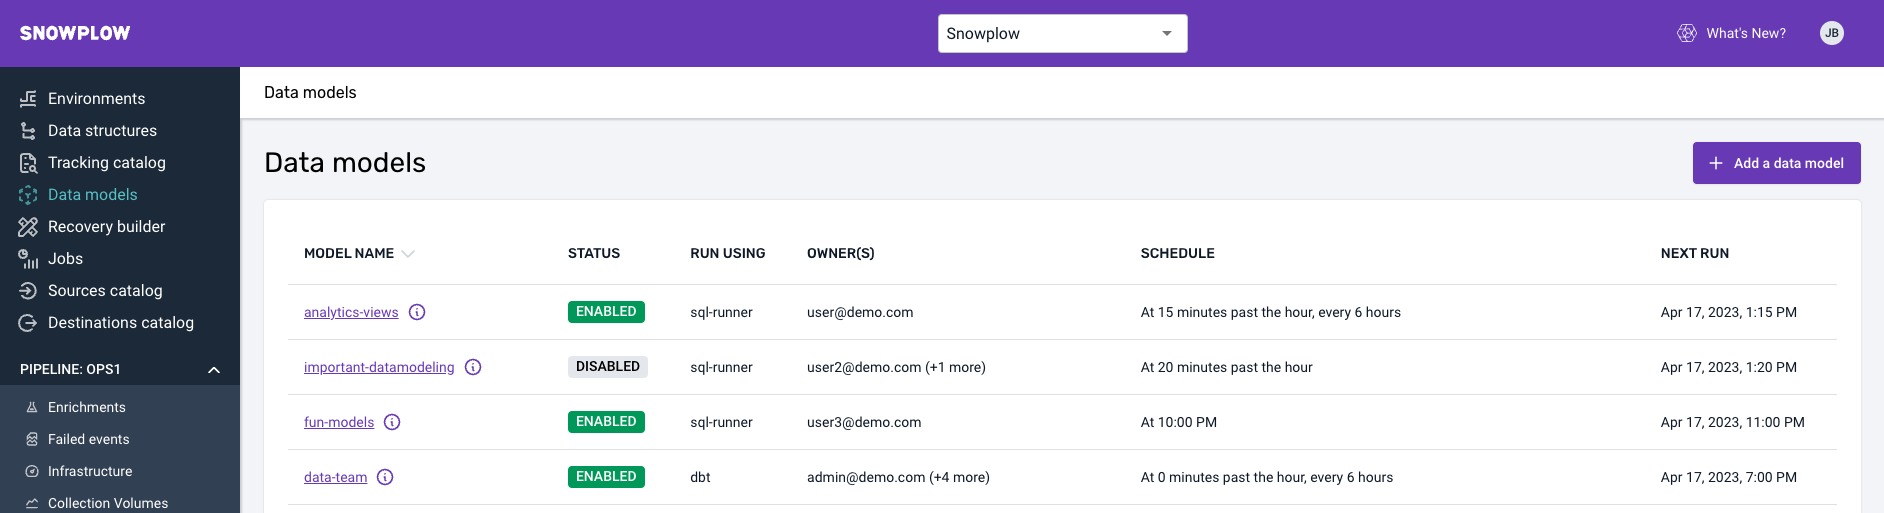 SNOWPLOW
Snowplow
What's New?
JB
Environments
Data structures
Tracking catalog
Data models
Recovery builder
Jobs
Sources catalog
Destinations catalog
PIPELINE: OPS1
Enrichments
Failed events
Infrastructure
Collection Volumes
Data models
Data models
Add a data model
MODEL NAME STATUS RUN USING OWNER(S) SCHEDULE NEXT RUN
analytics-views ENABLED sql-runner user@demo.com At 15 minutes past the hour, every 6 hours Apr 17, 2023, 1:15 PM
important-datamodeling DISABLED sql-runner user2@demo.com (+1 more) At 20 minutes past the hour Apr 17, 2023, 1:20 PM
fun-models ENABLED sql-runner user3@demo.com At 10:00 PM Apr 17, 2023, 11:00 PM
data-team ENABLED dbt admin@demo.com (+4 more) At 0 minutes past the hour, every 6 hours Apr 17, 2023, 7:00 PM